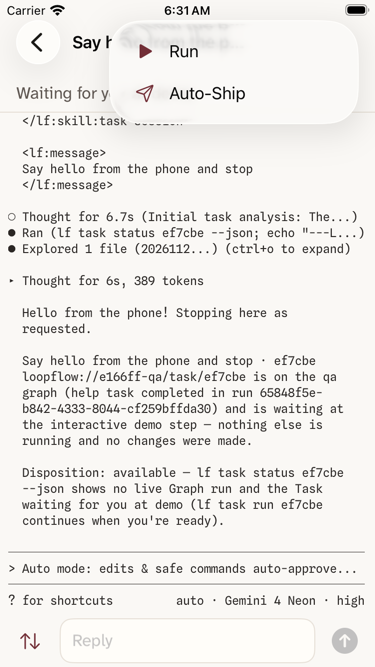 Carrier 6:31 AM
Say h
Run
Auto-Ship
Waiting for y
</lf:skill:task
<lf:message>
Say hello from the phone and stop
</lf:message>
○ Thought for 6.7s (Initial task analysis: The...)
● Ran (lf task status ef7cbe --json; echo "---L...)
● Explored 1 file (2026112...) (ctrl+o to expand)
▸ Thought for 6s, 389 tokens
Hello from the phone! Stopping here as
requested.
Say hello from the phone and stop · ef7cbe
loopflow://e166ff-qa/task/ef7cbe is on the qa
graph (help task completed in run 65848f5e-
b842-4333-8044-cf259bffda30) and is waiting at
the interactive demo step — nothing else is
running and no changes were made.
Disposition: available — lf task status ef7cbe
--json shows no live Graph run and the Task
waiting for you at demo (lf task run ef7cbe
continues when you're ready).
> Auto mode: edits & safe commands auto-approve...
? for shortcuts auto · Gemini 4 Neon · high
Reply